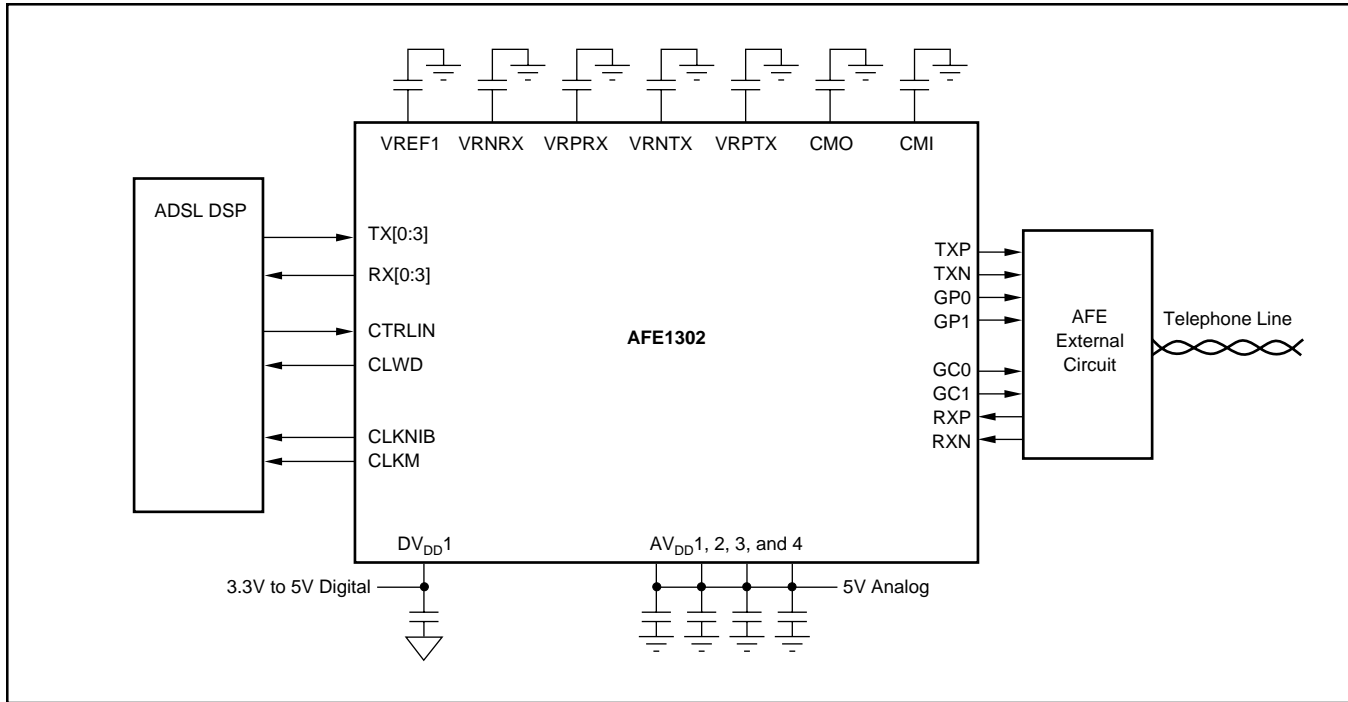 VREF1 VRNRX VRPRX VRNTX VRPTX CMO CMI
ADSL DSP
TX[0:3]
RX[0:3]
CTRLIN
CLWD
CLKNIB
CLKM
AFE1302
TXP
TXN
GP0
GP1
GC0
GC1
RXP
RXN
AFE
External
Circuit
Telephone Line
DVDD1
AVDD1, 2, 3, and 4
3.3V to 5V Digital
5V Analog